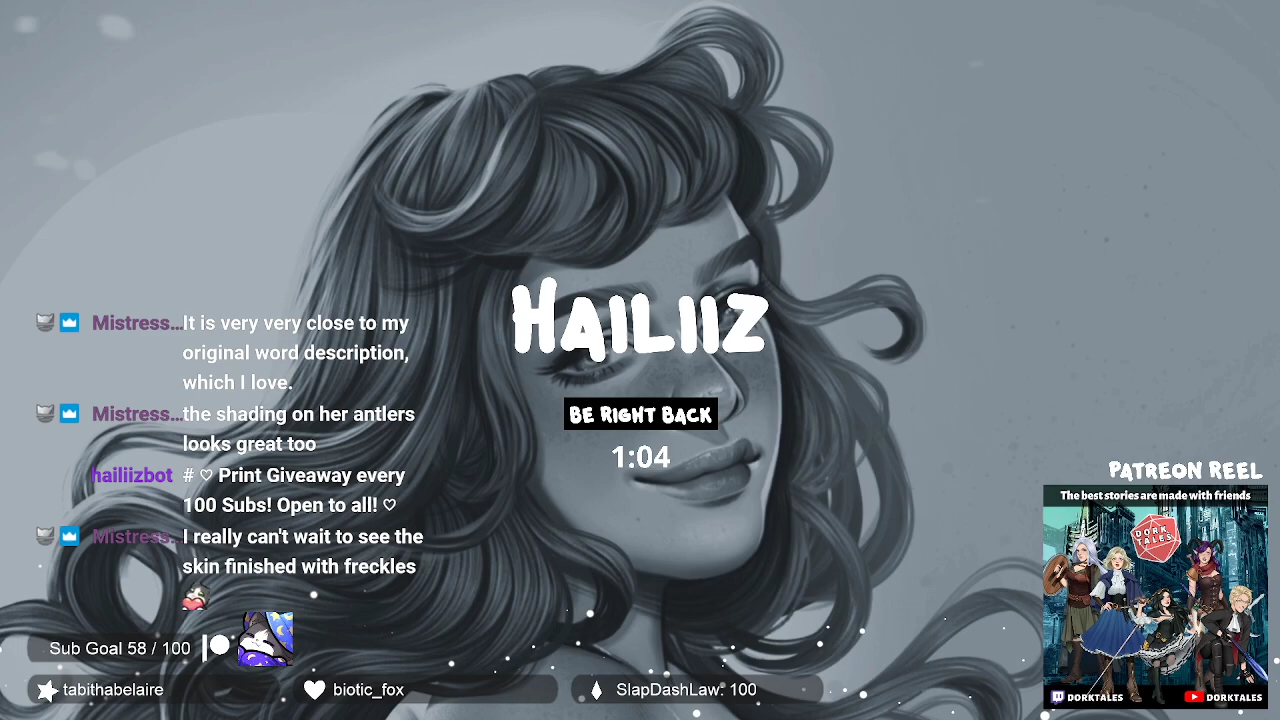 HAILIIZ
BE RIGHT BACK
1:04
Mistress... It is very very close to my
original word description,
which I love.
Mistress... the shading on her antlers
looks great too
hailiizbot # ♡ Print Giveaway every
100 Subs! Open to all! ♡
Mistress... I really can't wait to see the
skin finished with freckles
Sub Goal 58 / 100
tabithabelaire
biotic_fox
SlapDashLaw: 100
PATREON REEL
The best stories are made with friends
DORK
TALES
DORKTALES
DORKTALES